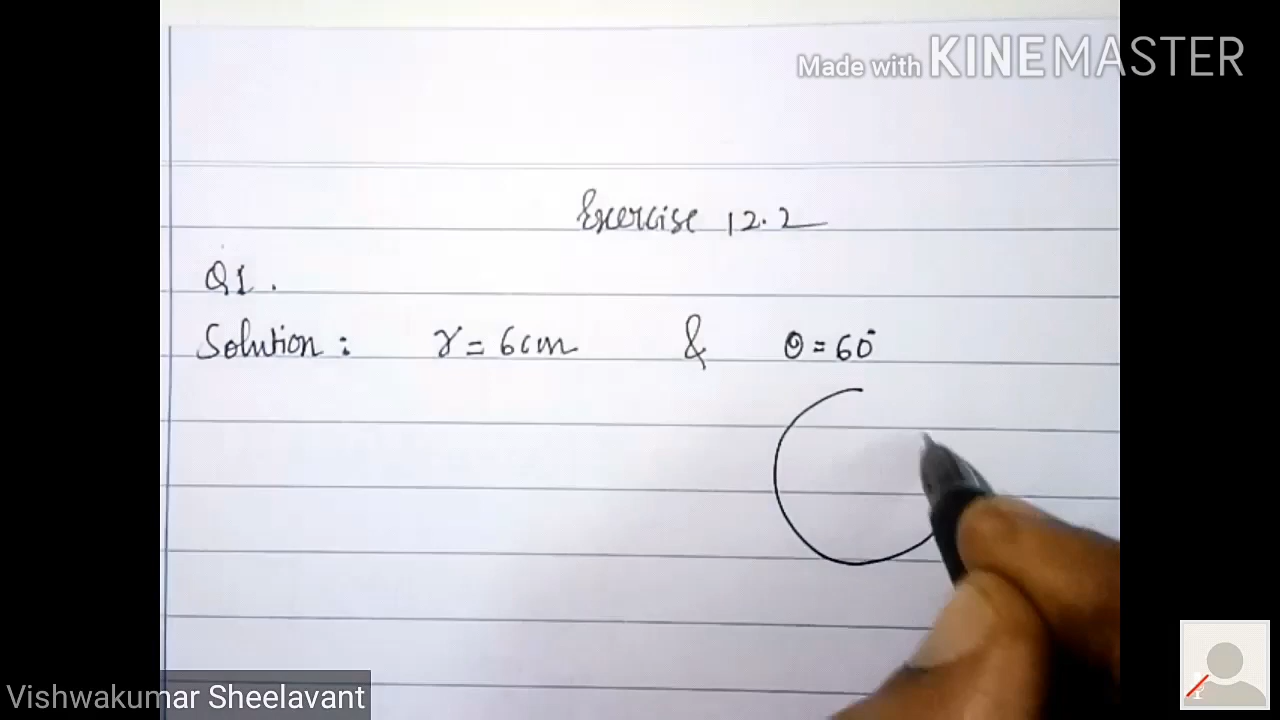 Made with KINEMASTER
Exercise 12.2
Q1.
Solution : r = 6cm & θ = 60°
Vishwakumar Sheelavant